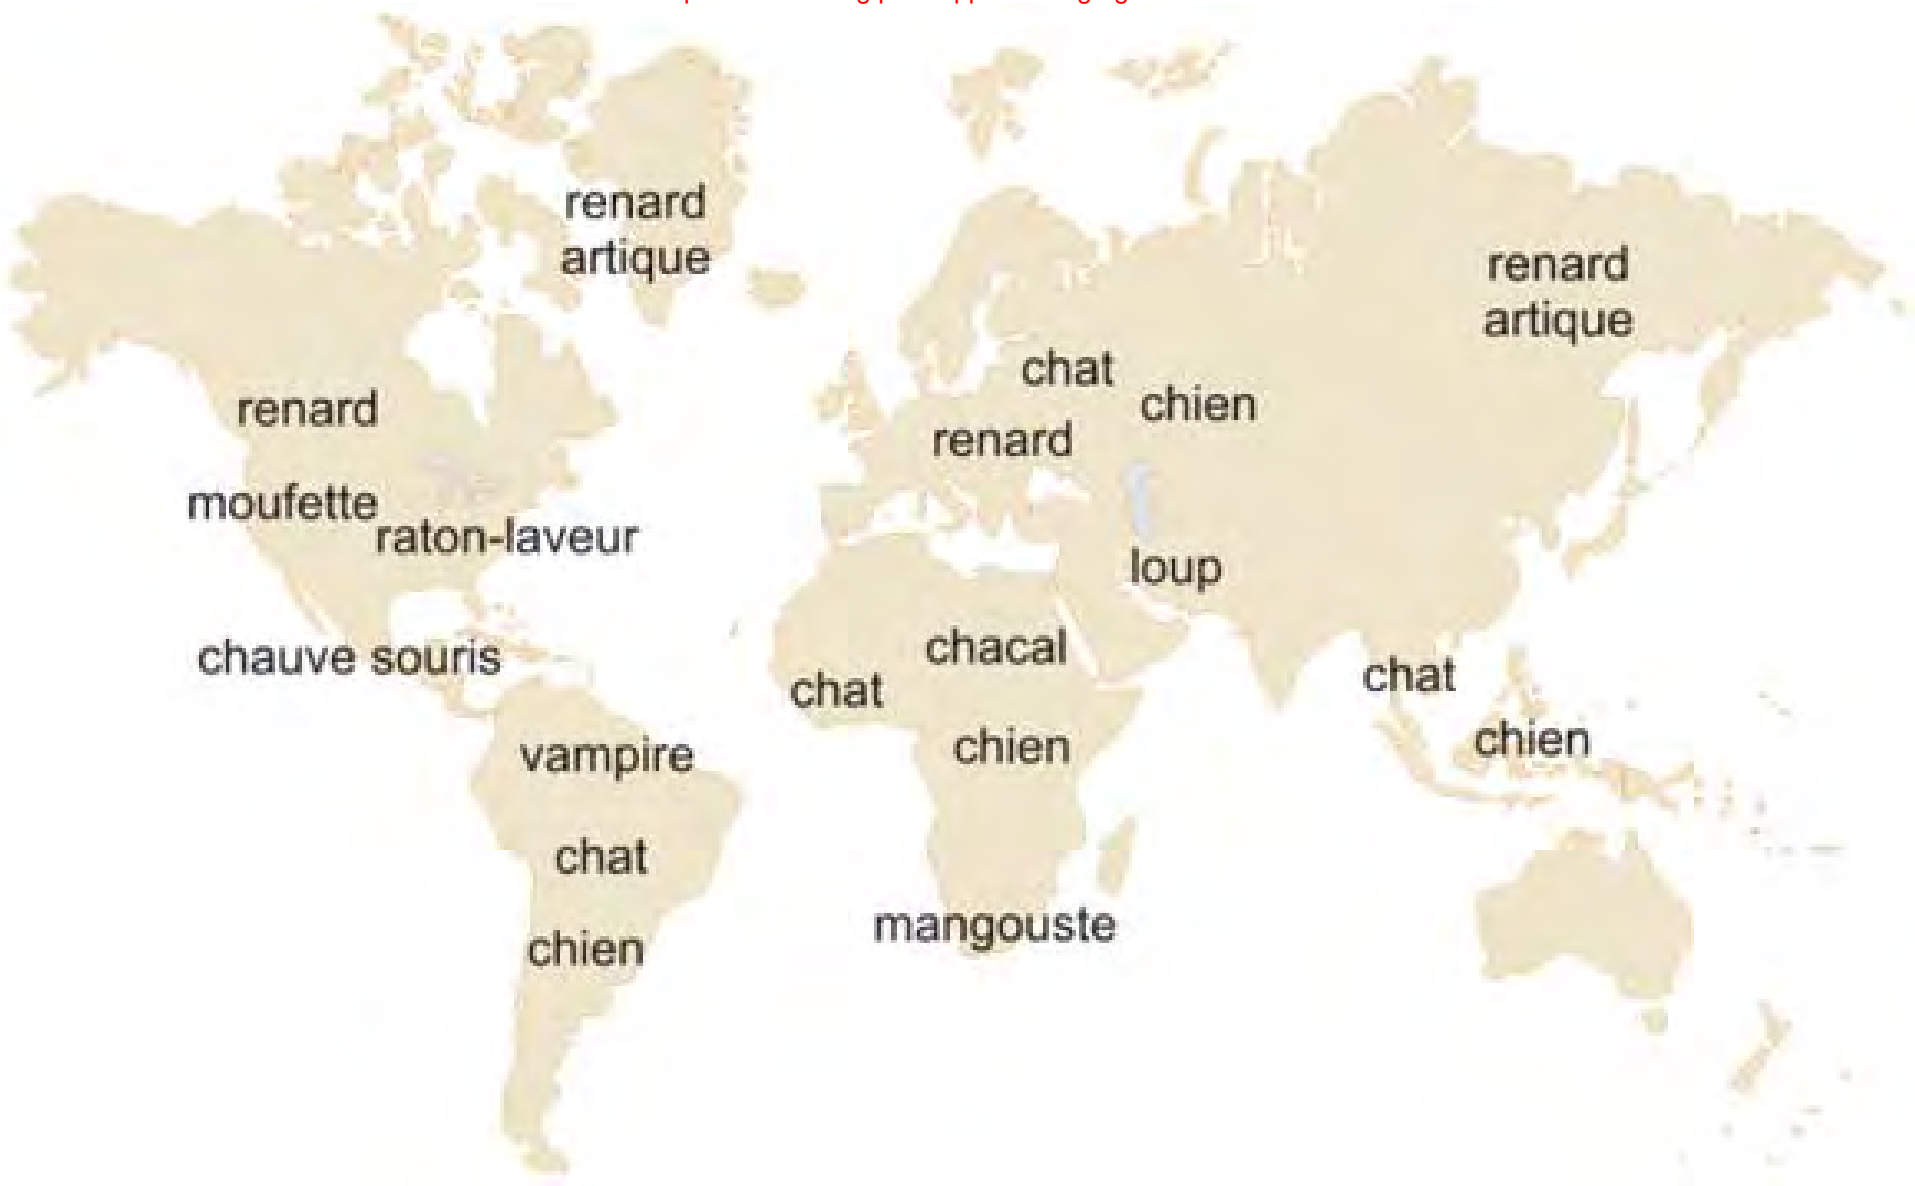 renard
artique
renard
artique
chat
chien
renard
renard
moufette
raton-laveur
loup
chauve souris
chacal
chat
chat
chien
vampire
chien
chat
mangouste
chien